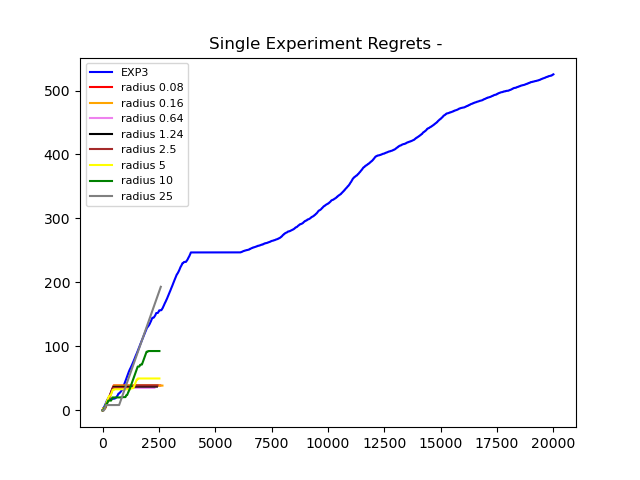 Single Experiment Regrets -
EXP3
radius 0.08
radius 0.16
radius 0.64
radius 1.24
radius 2.5
radius 5
radius 10
radius 25
500
400
300
200
100
0
0 2500 5000 7500 10000 12500 15000 17500 20000